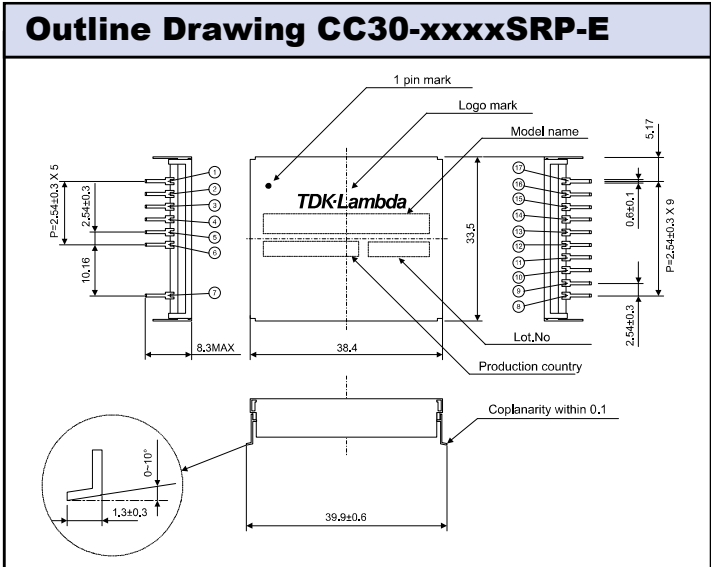 Outline Drawing CC30-xxxxSRP-E
1 pin mark
Logo mark
Model name
TDK·Lambda
P=2.54±0.3 X 5
2.54±0.3
10.16
1
2
3
4
5
6
7
8.3MAX
38.4
33.5
17
16
15
14
13
12
11
10
9
8
5.17
0.6±0.1
P=2.54±0.3 X 9
2.54±0.3
Lot.No
Production country
Coplanarity within 0.1
0~10°
1.3±0.3
39.9±0.6